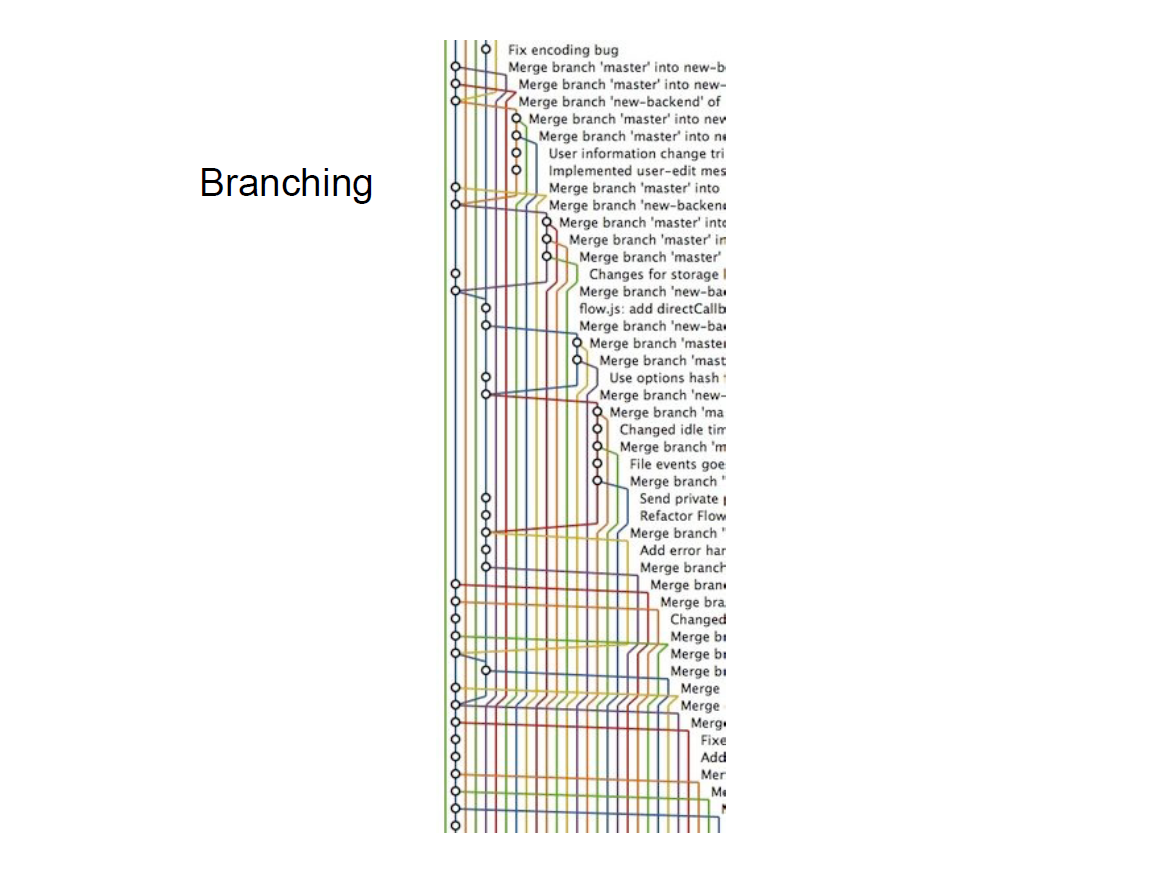 Branching
Fix encoding bug
Merge branch 'master' into new-b
Merge branch 'master' into new-
Merge branch 'new-backend' of
Merge branch 'master' into new
Merge branch 'master' into ne
User information change tri
Implemented user-edit mes
Merge branch 'master' into
Merge branch 'new-backend
Merge branch 'master' into
Merge branch 'master' in
Merge branch 'master'
Changes for storage
Merge branch 'new-ba
flow.js: add directCallb
Merge branch 'new-ba
Merge branch 'master
Merge branch 'mast
Use options hash
Merge branch 'new-
Merge branch 'ma
Changed idle tim
Merge branch 'm
File events goe
Merge branch '
Send private
Refactor Flow
Merge branch '
Add error har
Merge branch
Merge bran
Merge bra
Changed
Merge br
Merge br
Merge br
Merge
Merge
Merge
Fixe
Add
Mer
Me